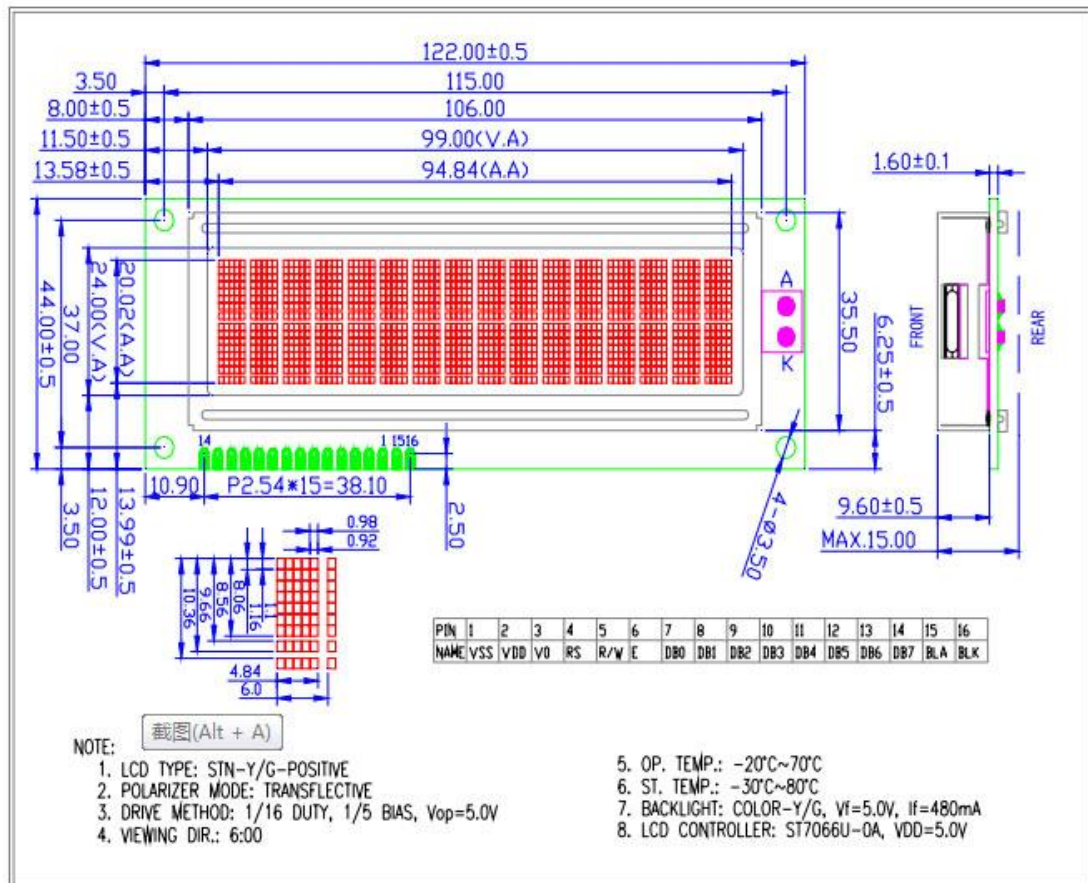 122.00±0.5
3.50
115.00
8.00±0.5
106.00
11.50±0.5
99.00(V.A)
13.58±0.5
94.84(A.A)
1.60±0.1
44.00±0.5
37.00
24.00(V.A)
20.02(A.A)
A
K
35.50
6.25±0.5
FRONT
REAR
14
1 1516
10.90
P2.54*15=38.10
3.50
12.00±0.5
13.99±0.5
2.50
4-Ø3.50
9.60±0.5
MAX.15.00
0.98
0.92
10.36
9.66
8.56
8.06
1.16
1.1
4.84
6.0
PIN 1 2 3 4 5 6 7 8 9 10 11 12 13 14 15 16
NAME VSS VDD V0 RS R/W E DB0 DB1 DB2 DB3 DB4 DB5 DB6 DB7 BLA BLK
截图(Alt + A)
NOTE:
1. LCD TYPE: STN-Y/G-POSITIVE
2. POLARIZER MODE: TRANSFLECTIVE
3. DRIVE METHOD: 1/16 DUTY, 1/5 BIAS, Vop=5.0V
4. VIEWING DIR.: 6:00
5. OP. TEMP.: -20°C~70°C
6. ST. TEMP.: -30°C~80°C
7. BACKLIGHT: COLOR-Y/G, Vf=5.0V, If=480mA
8. LCD CONTROLLER: ST7066U-0A, VDD=5.0V